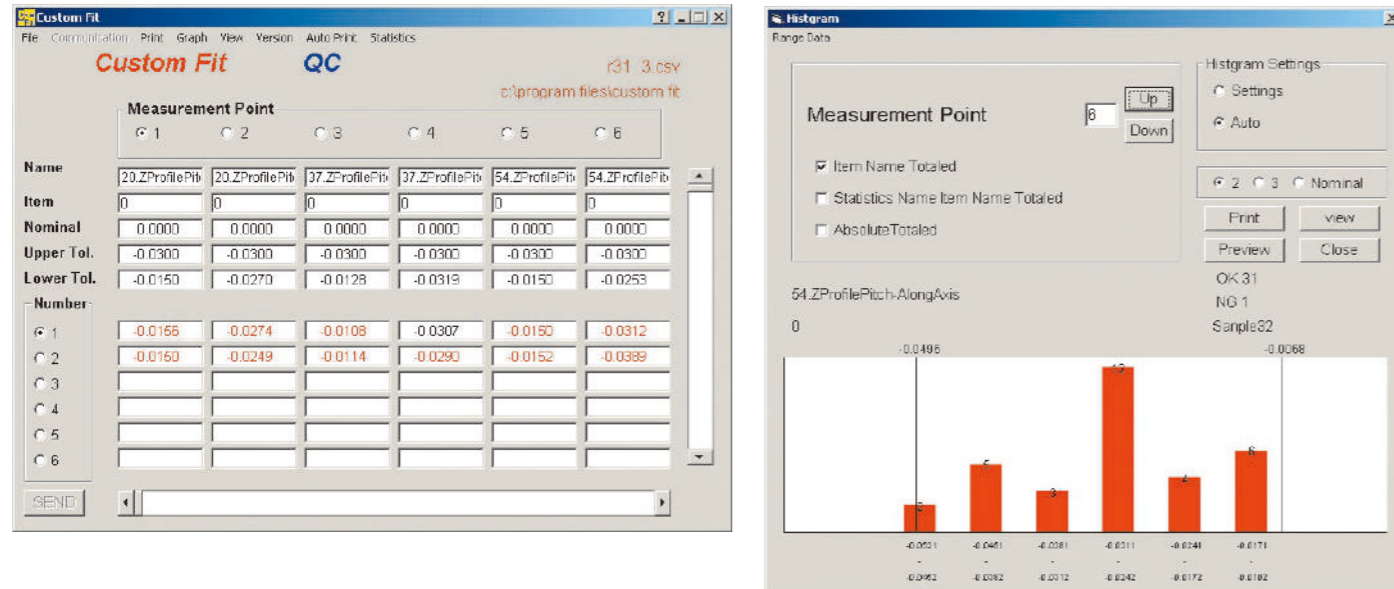 Custom Fit
File Communication Print Graph View Version Auto Print Statistics
Custom Fit QC
r31_3.csv
c:\program files\custom fit
Measurement Point
1 2 3 4 5 6
Name 20.ZProfilePit 20.ZProfilePit 37.ZProfilePit 37.ZProfilePit 54.ZProfilePit 54.ZProfilePit
Item 0 0 0 0 0 0
Nominal 0.0000 0.0000 0.0000 0.0000 0.0000 0.0000
Upper Tol. -0.0300 -0.0300 -0.0300 -0.0300 -0.0300 -0.0300
Lower Tol. -0.0150 -0.0270 -0.0128 -0.0319 -0.0150 -0.0253
Number
1 -0.0156 -0.0274 -0.0108 -0.0307 -0.0150 -0.0312
2 -0.0150 -0.0249 -0.0114 -0.0290 -0.0152 -0.0389
3
4
5
6
SEND
Histgram
Range Data
Measurement Point 6 Up
Down
Item Name Totaled
Statistics Name Item Name Totaled
AbsoluteTotaled
Histgram Settings
Settings
Auto
2 3 Nominal
Print view
Preview Close
OK 31
NG 1
Sanple32
54.ZProfilePitch-AlongAxis
0
-0.0496 -0.0068
2 5 3 4 6
-0.0531 -0.0451 -0.0381 -0.0311 -0.0241 -0.0171
- - - - - -
-0.0382 -0.0312 -0.0242 -0.0172 -0.0102